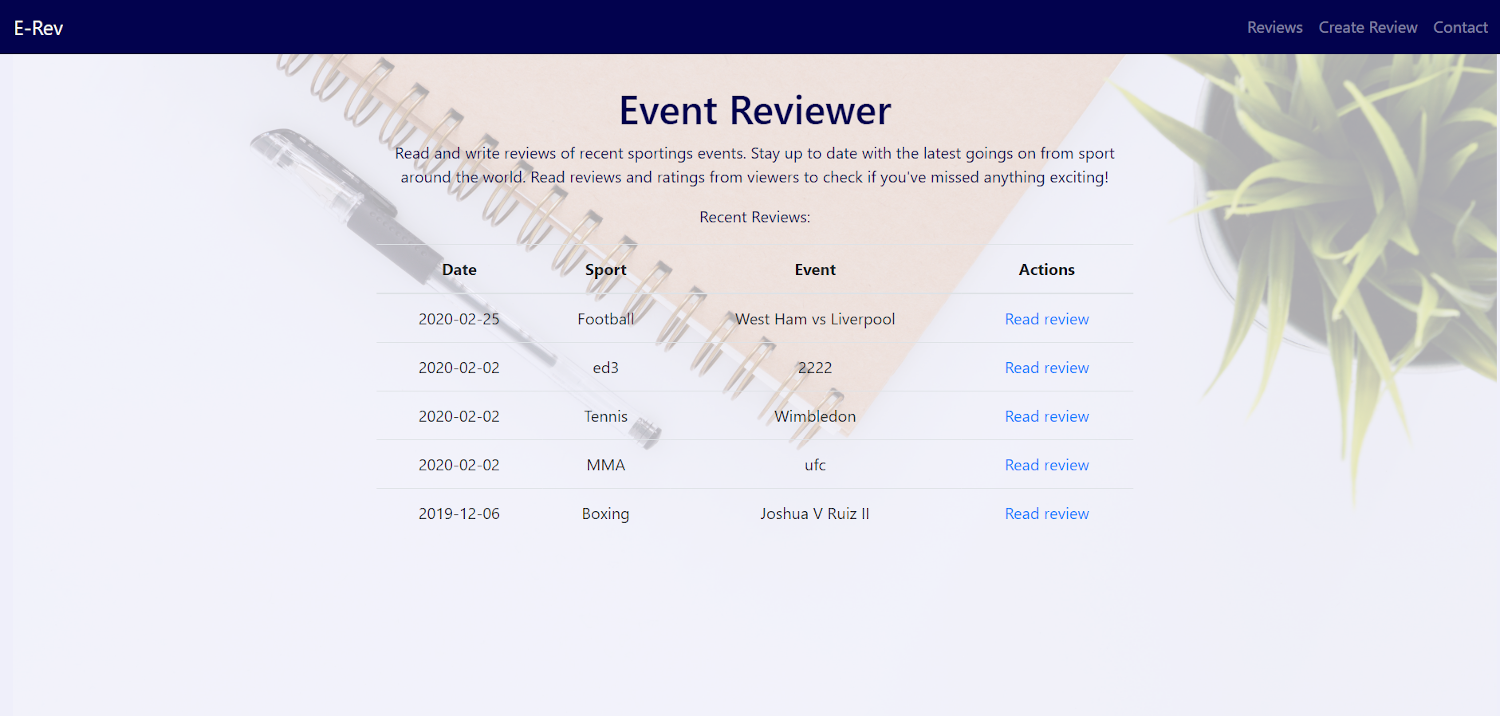 E-Rev Reviews Create Review Contact
Event Reviewer
Read and write reviews of recent sportings events. Stay up to date with the latest goings on from sport
around the world. Read reviews and ratings from viewers to check if you've missed anything exciting!
Recent Reviews:
Date Sport Event Actions
2020-02-25 Football West Ham vs Liverpool Read review
2020-02-02 ed3 2222 Read review
2020-02-02 Tennis Wimbledon Read review
2020-02-02 MMA ufc Read review
2019-12-06 Boxing Joshua V Ruiz II Read review